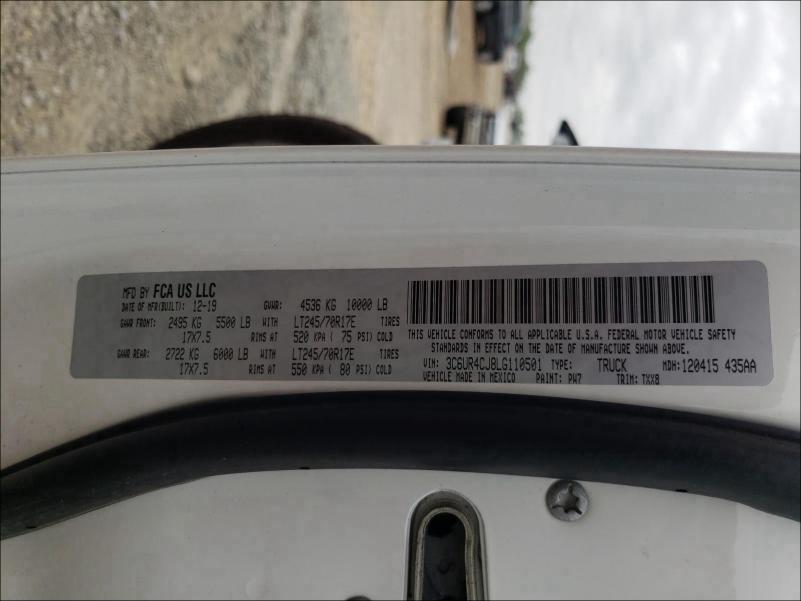 MFD BY FCA US LLC
DATE OF MFR(BUILT): 12-19 GVWR: 4536 KG 10000 LB
GAWR FRONT: 2495 KG 5500 LB WITH LT245/70R17E TIRES
17X7.5 RIMS AT 520 KPA ( 75 PSI) COLD
GAWR REAR: 2722 KG 6000 LB WITH LT245/70R17E TIRES
17X7.5 RIMS AT 550 KPA ( 80 PSI) COLD
THIS VEHICLE CONFORMS TO ALL APPLICABLE U.S.A. FEDERAL MOTOR VEHICLE SAFETY
STANDARDS IN EFFECT ON THE DATE OF MANUFACTURE SHOWN ABOVE.
VIN: 3C6UR4CJ8LG110501 TYPE: TRUCK MDH: 120415 435AA
VEHICLE MADE IN MEXICO PAINT: PW7 TRIM: TXX8